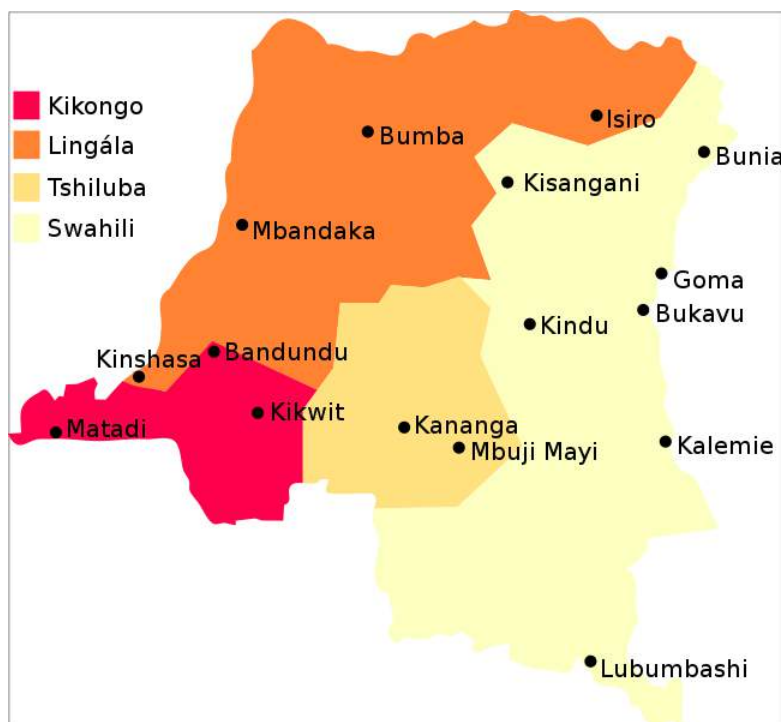 Kikongo
Lingála
Tshiluba
Swahili
Isiro
Bumba
Bunia
Kisangani
Mbandaka
Goma
Bukavu
Kindu
Bandundu
Kinshasa
Kikwit
Kananga
Matadi
Mbuji Mayi
Kalemie
Lubumbashi